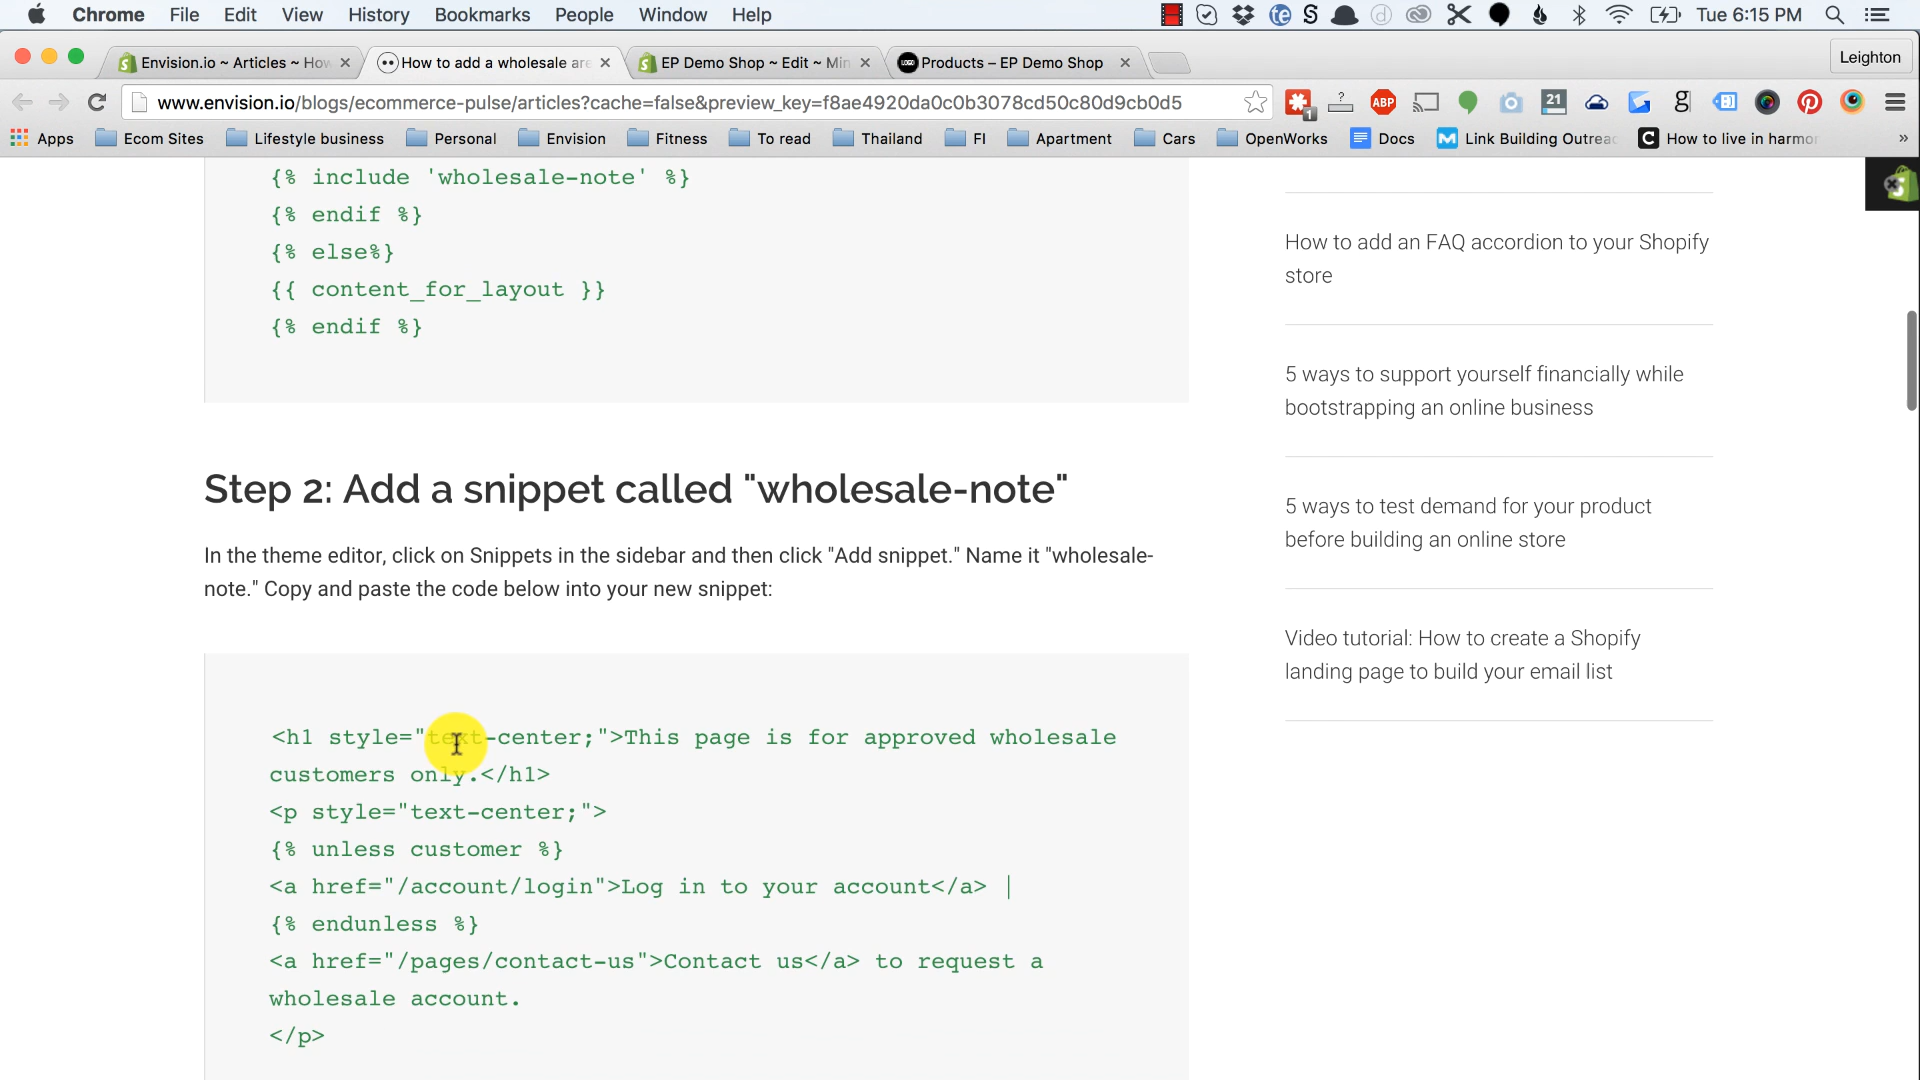 Chrome File Edit View History Bookmarks People Window Help Tue 6:15 PM
Envision.io ~ Articles ~ How
How to add a wholesale are
EP Demo Shop ~ Edit ~ Min
Products – EP Demo Shop
Leighton
www.envision.io/blogs/ecommerce-pulse/articles?cache=false&preview_key=f8ae4920da0c0b3078cd50c80d9cb0d5
Apps Ecom Sites Lifestyle business Personal Envision Fitness To read Thailand FI Apartment Cars OpenWorks Docs Link Building Outreac How to live in harmon »
{% include 'wholesale-note' %}
{% endif %}
{% else%}
{{ content_for_layout }}
{% endif %}
Step 2: Add a snippet called "wholesale-note"
In the theme editor, click on Snippets in the sidebar and then click "Add snippet." Name it "wholesale-
note." Copy and paste the code below into your new snippet:
<h1 style="text-center;">This page is for approved wholesale
customers only.</h1>
<p style="text-center;">
{% unless customer %}
<a href="/account/login">Log in to your account</a> |
{% endunless %}
<a href="/pages/contact-us">Contact us</a> to request a
wholesale account.
</p>
How to add an FAQ accordion to your Shopify
store
5 ways to support yourself financially while
bootstrapping an online business
5 ways to test demand for your product
before building an online store
Video tutorial: How to create a Shopify
landing page to build your email list